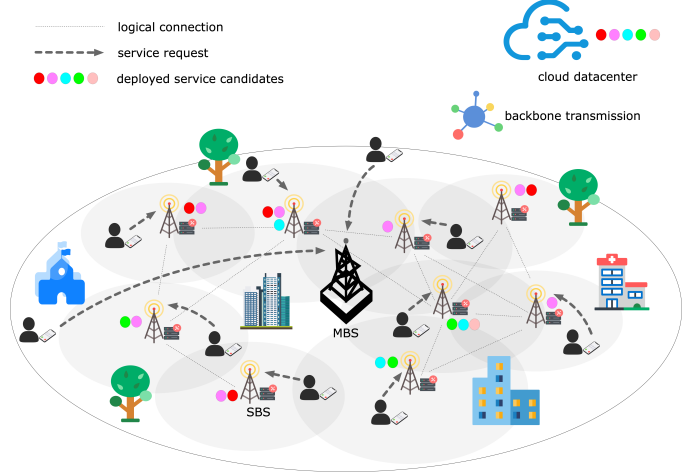 logical connection
service request
deployed service candidates
cloud datacenter
backbone transmission
MBS
SBS